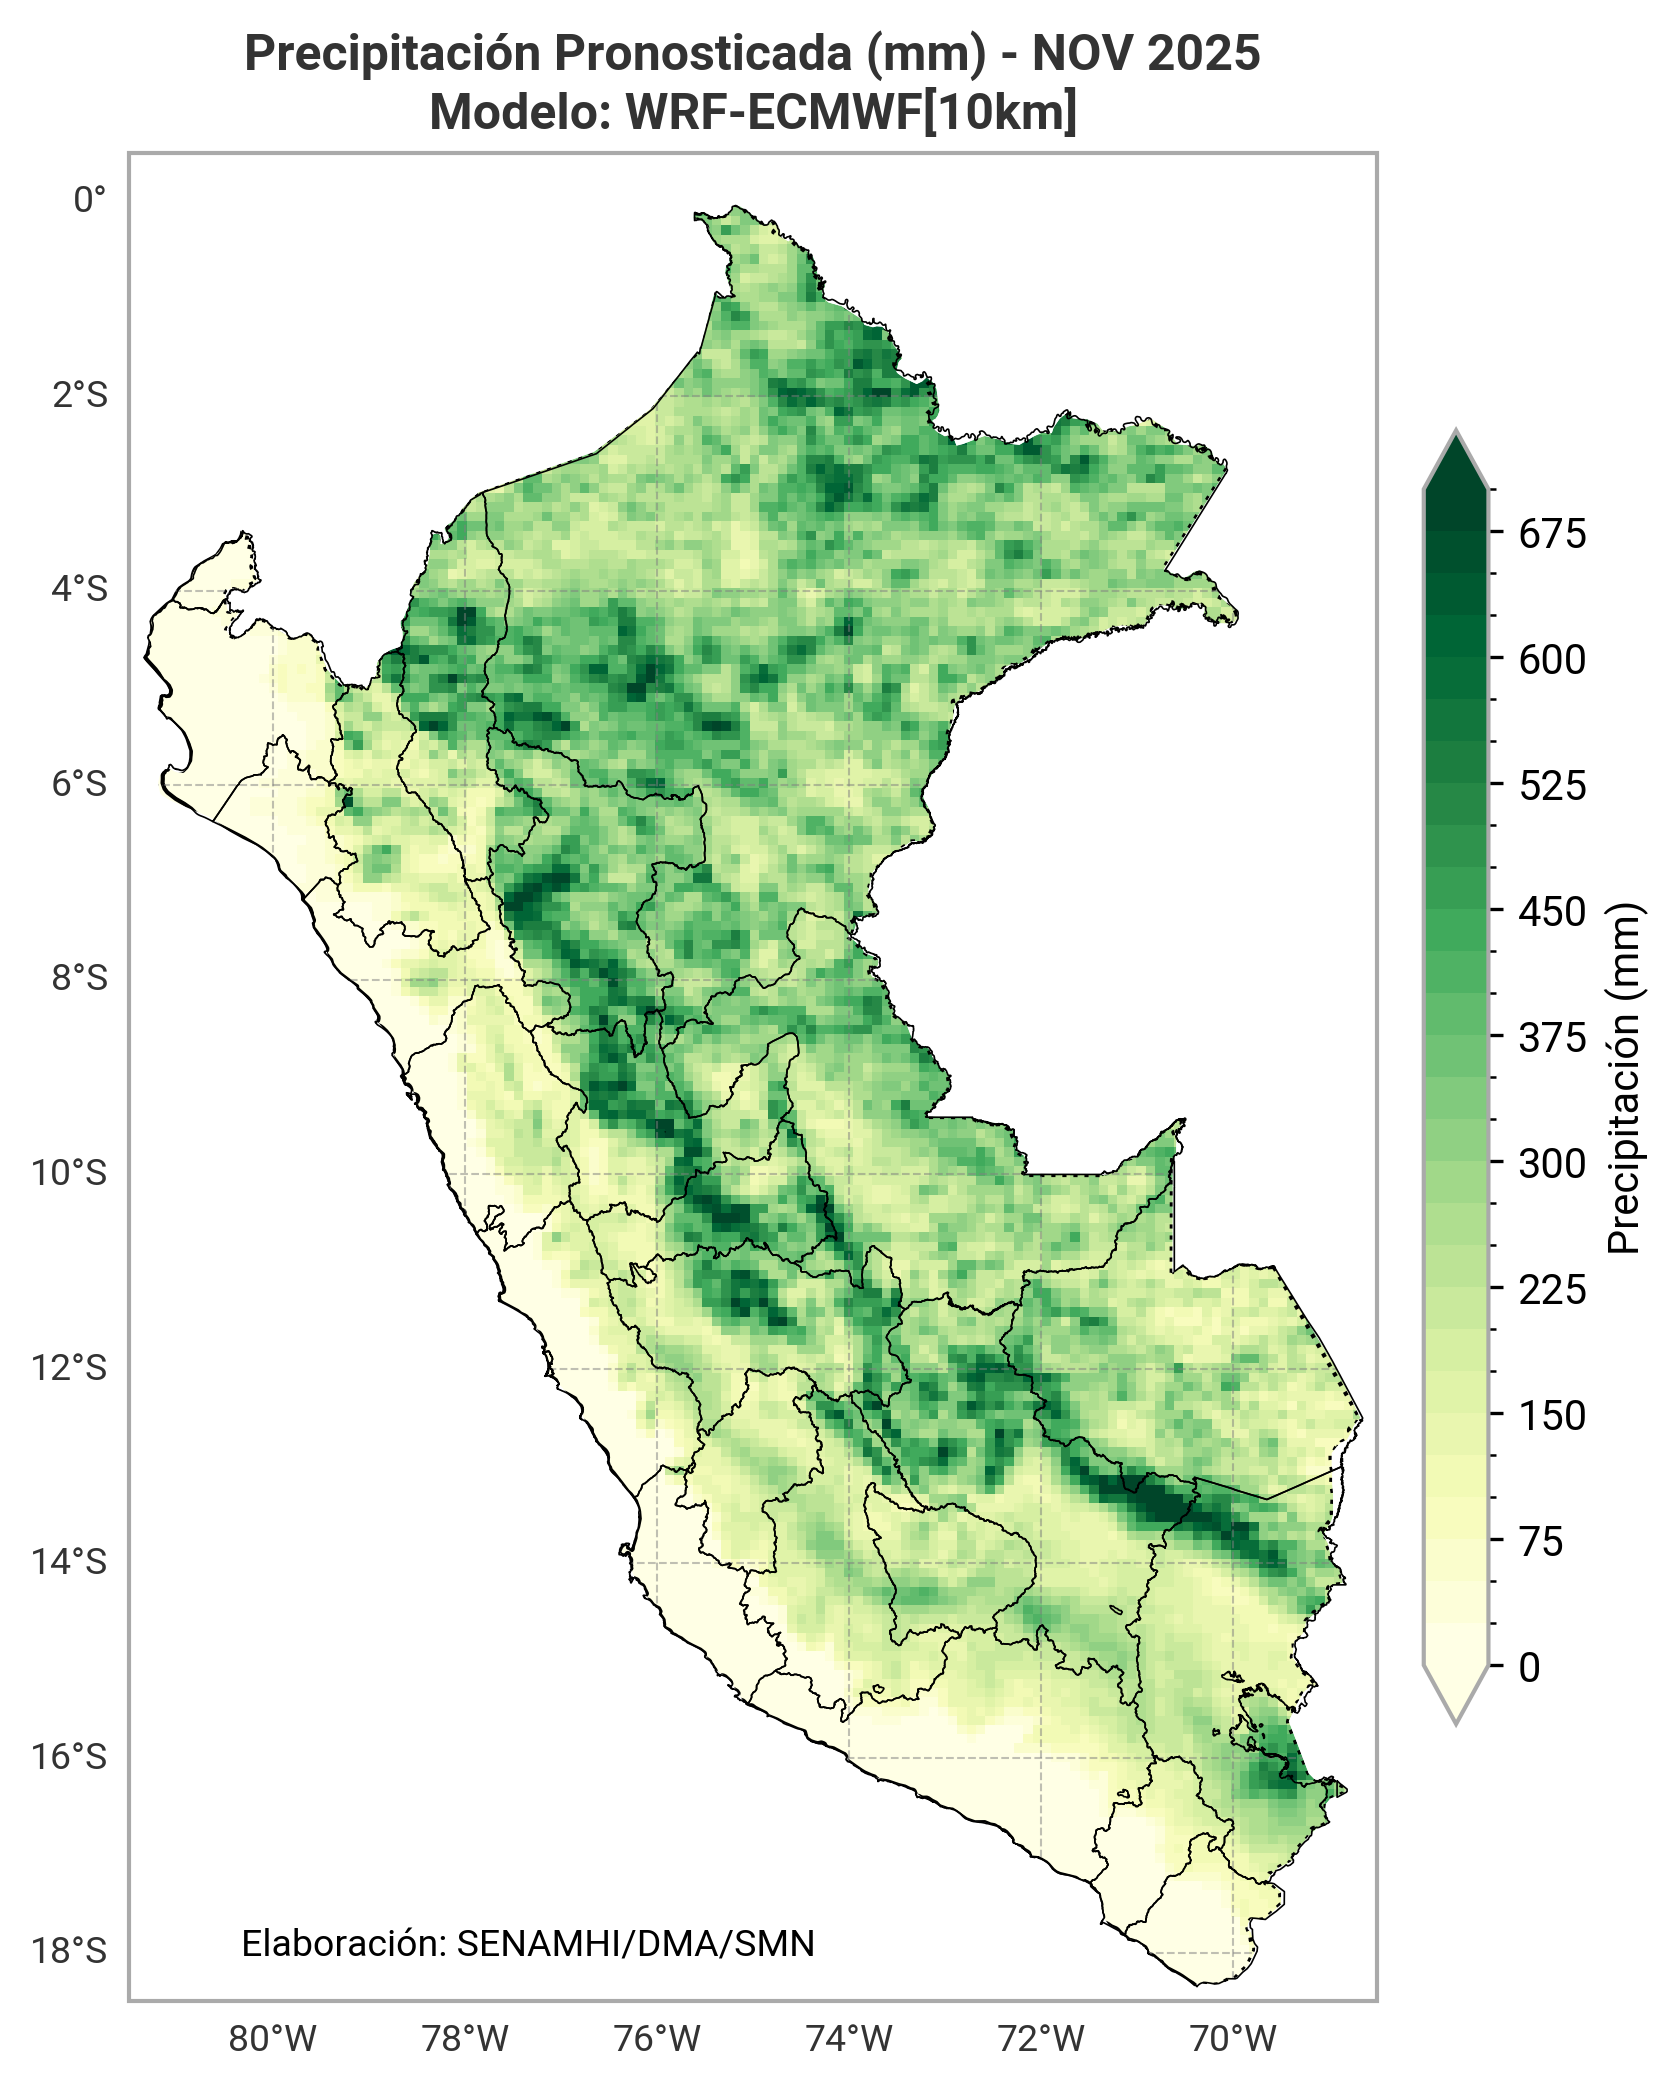 Precipitación Pronosticada (mm) - NOV 2025
Modelo: WRF-ECMWF[10km]
0°
2°S
4°S
6°S
8°S
10°S
12°S
14°S
16°S
18°S
80°W
78°W
76°W
74°W
72°W
70°W
Elaboración: SENAMHI/DMA/SMN
675
600
525
450
375
300
225
150
75
0
Precipitación (mm)